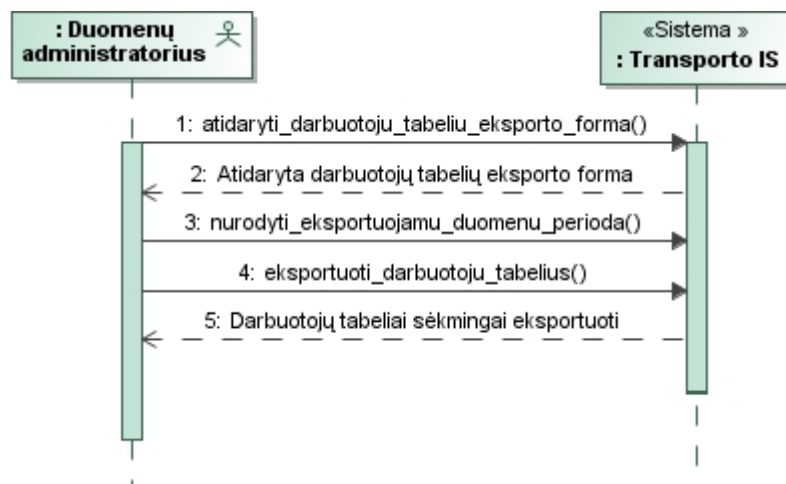 : Duomenų
administratorius
«Sistema »
: Transporto IS
1: atidaryti_darbuotoju_tabeliu_eksporto_forma()
2: Atidaryta darbuotojų tabelių eksporto forma
3: nurodyti_eksportuojamu_duomenu_perioda()
4: eksportuoti_darbuotoju_tabelius()
5: Darbuotojų tabeliai sėkmingai eksportuoti